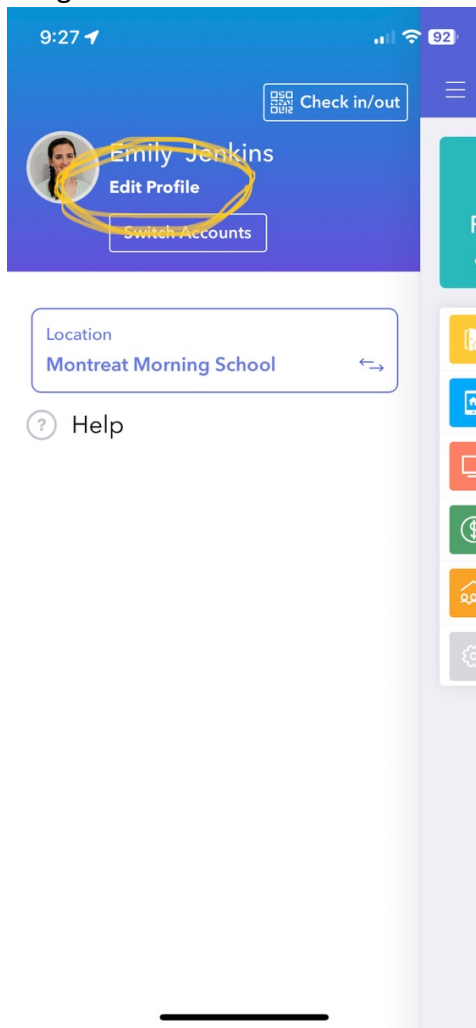 9:27
92
Check in/out
Emily Jenkins
Edit Profile
Switch Accounts
Location
Montreat Morning School
? Help